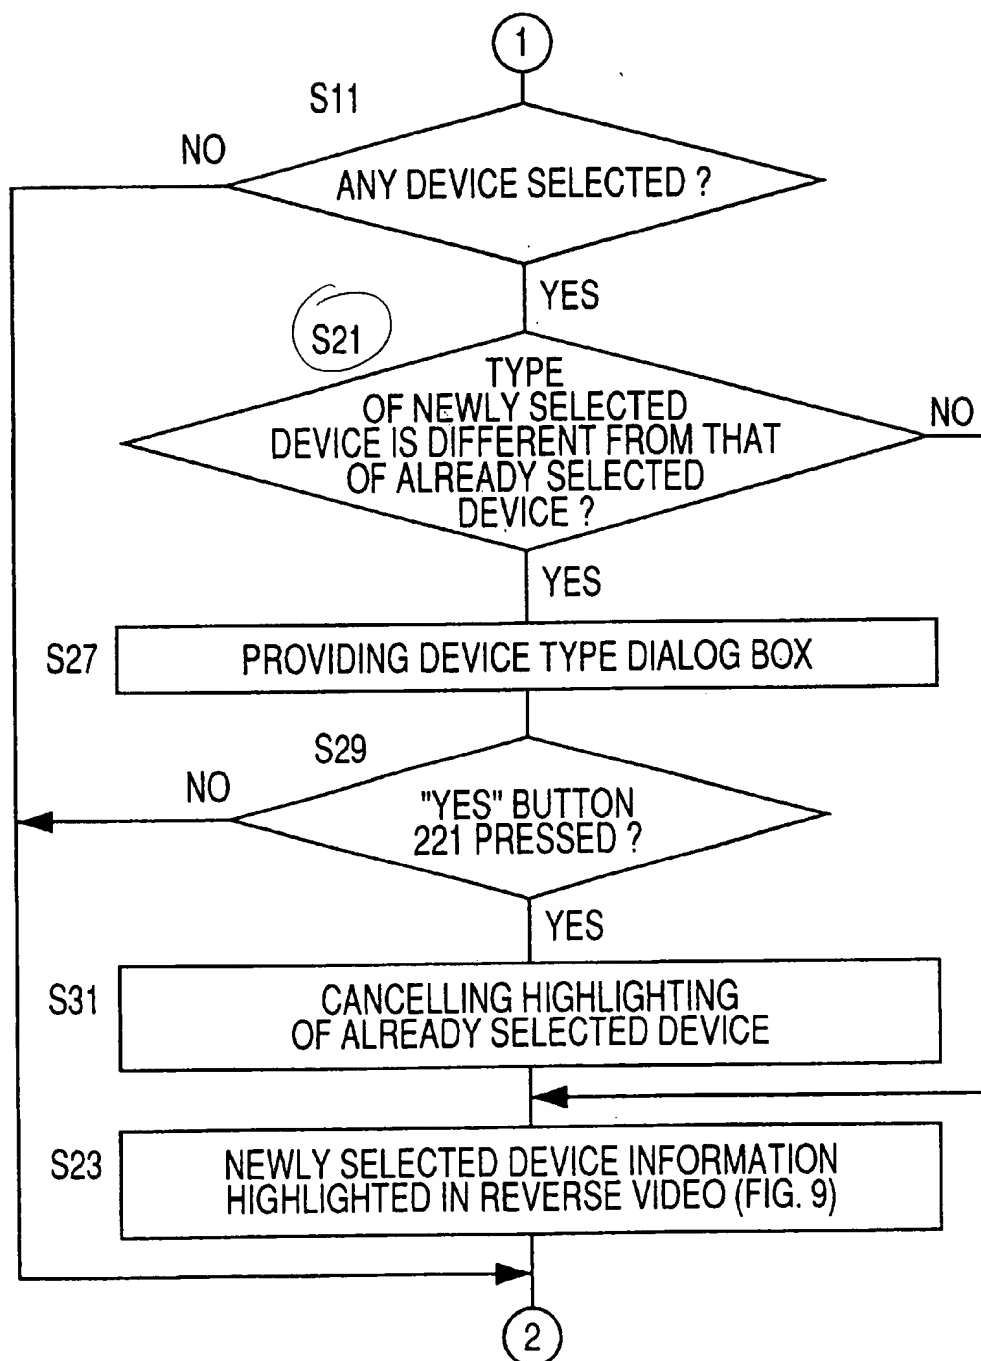 1
S11
NO
ANY DEVICE SELECTED ?
YES
S21
TYPE
OF NEWLY SELECTED
DEVICE IS DIFFERENT FROM THAT
OF ALREADY SELECTED
DEVICE ?
NO
YES
S27
PROVIDING DEVICE TYPE DIALOG BOX
S29
NO
"YES" BUTTON
221 PRESSED ?
YES
S31
CANCELLING HIGHLIGHTING
OF ALREADY SELECTED DEVICE
S23
NEWLY SELECTED DEVICE INFORMATION
HIGHLIGHTED IN REVERSE VIDEO (FIG. 9)
2